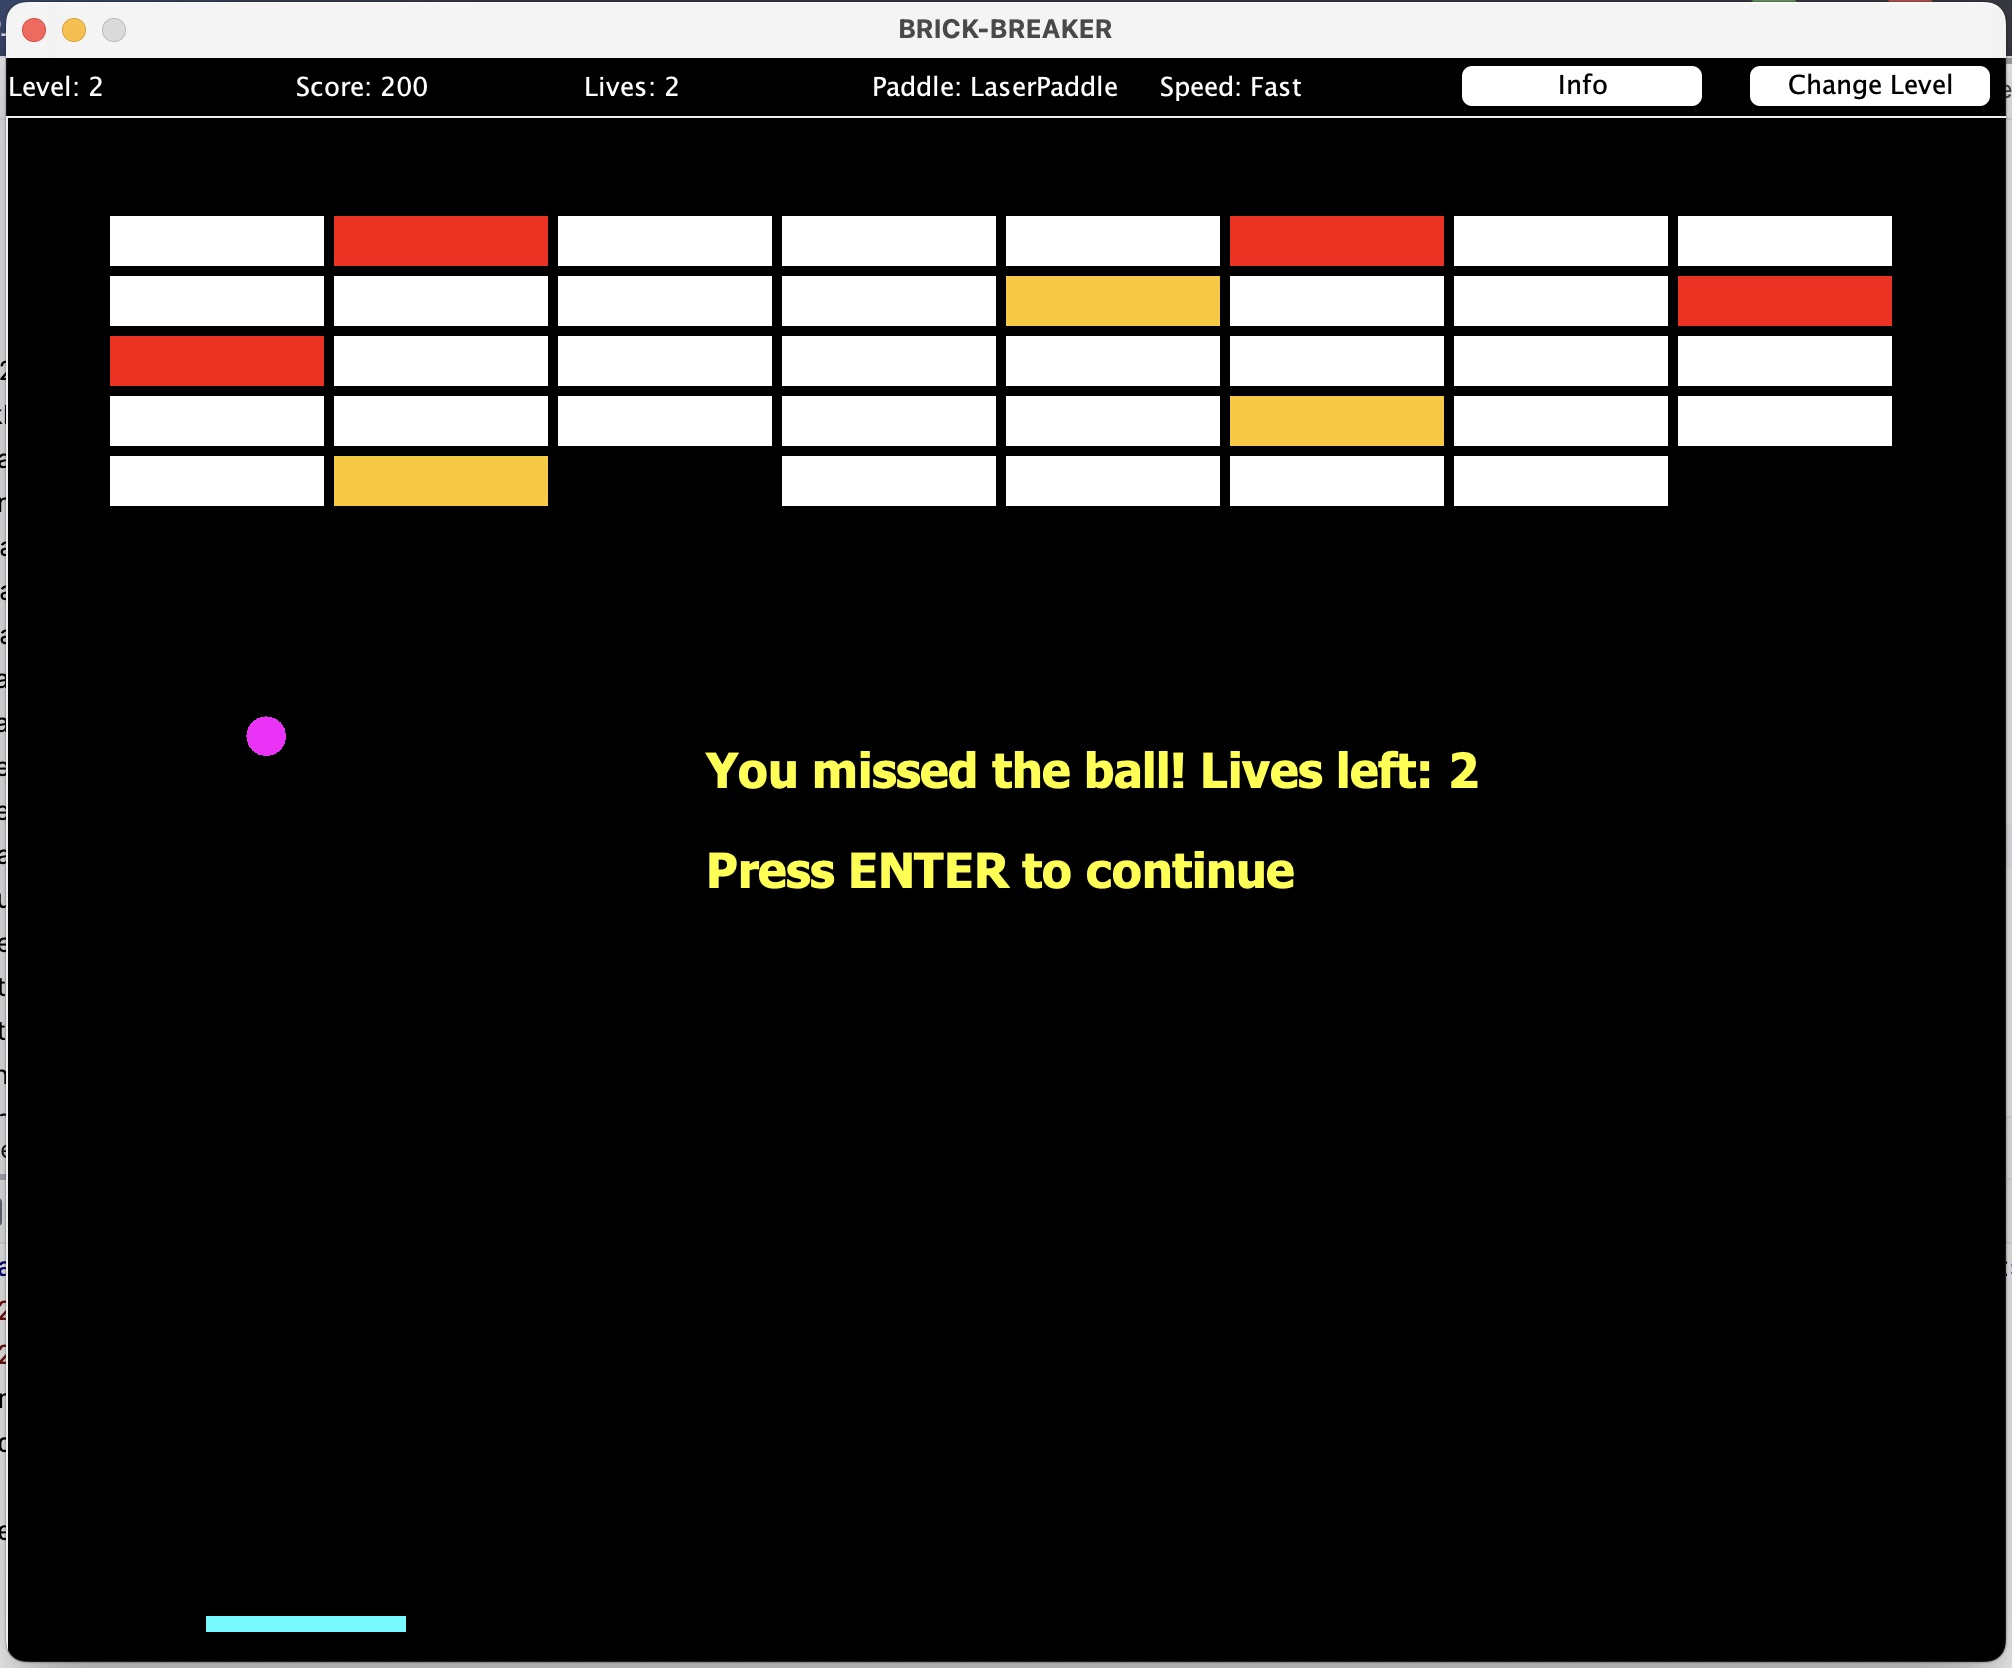 BRICK-BREAKER
Level: 2 Score: 200 Lives: 2 Paddle: LaserPaddle Speed: Fast Info Change Level
You missed the ball! Lives left: 2
Press ENTER to continue